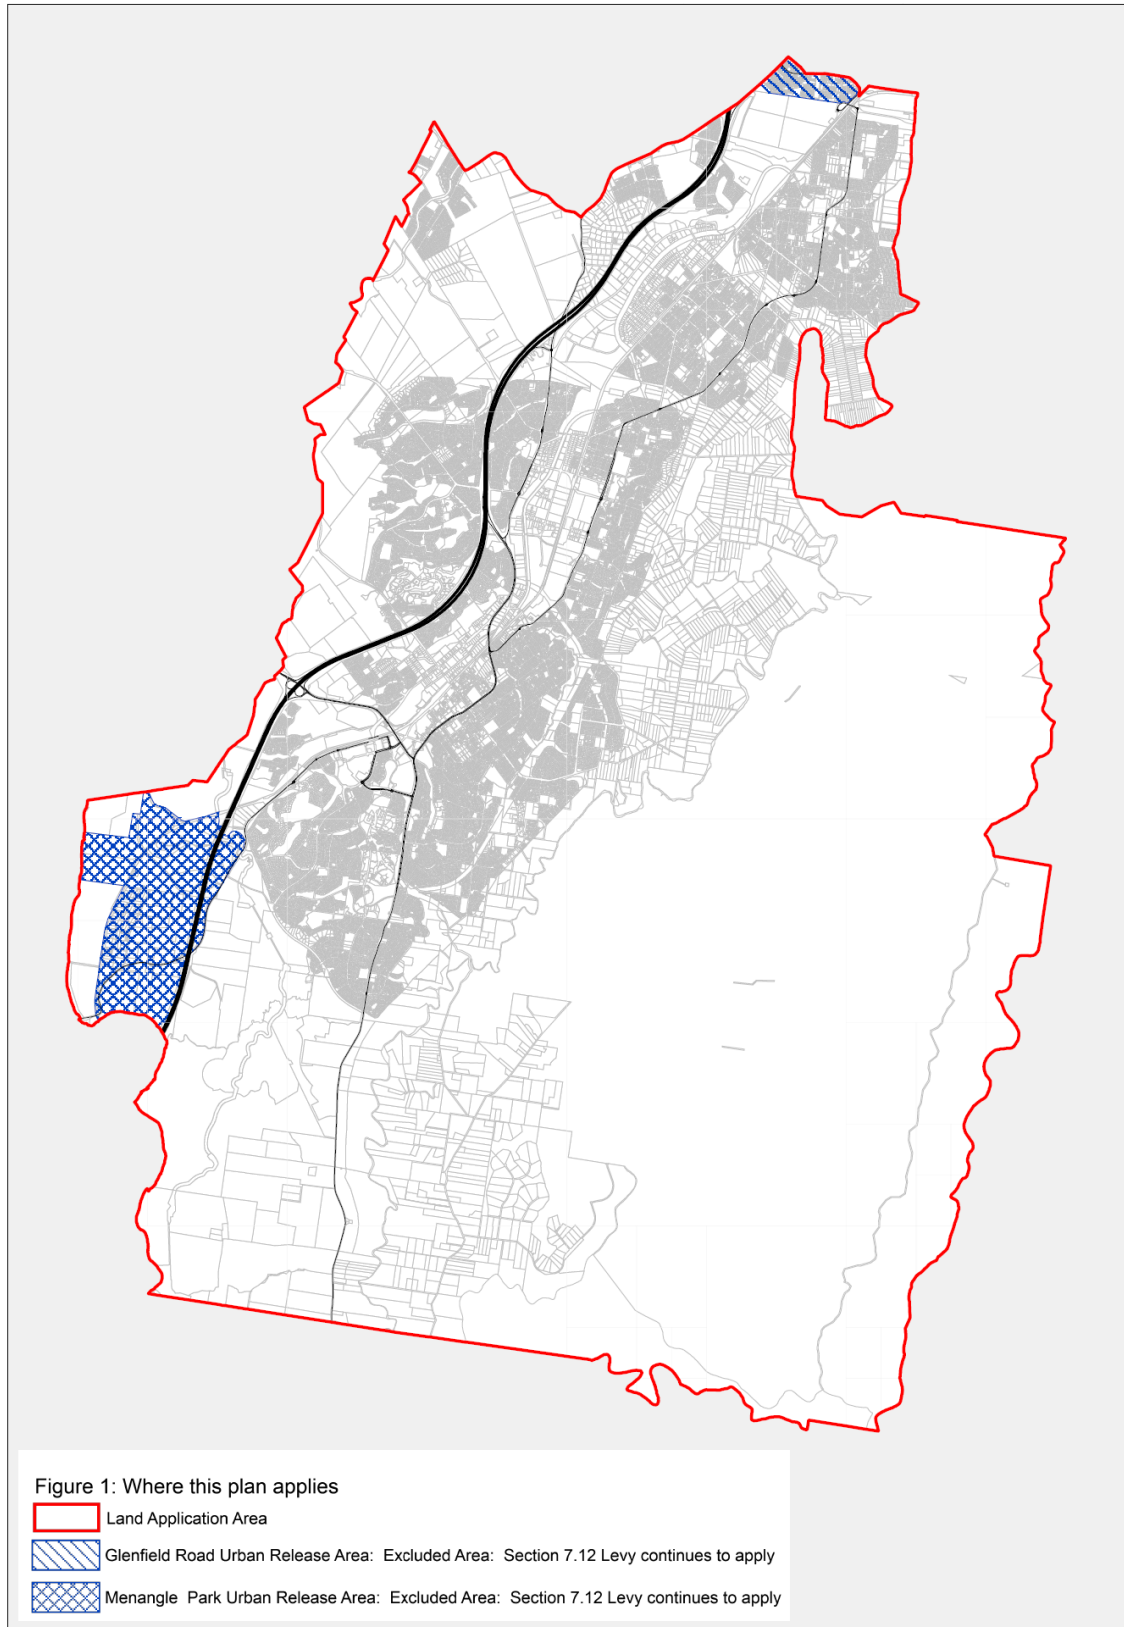 Figure 1: Where this plan applies
Land Application Area
Glenfield Road Urban Release Area: Excluded Area: Section 7.12 Levy continues to apply
Menangle Park Urban Release Area: Excluded Area: Section 7.12 Levy continues to apply